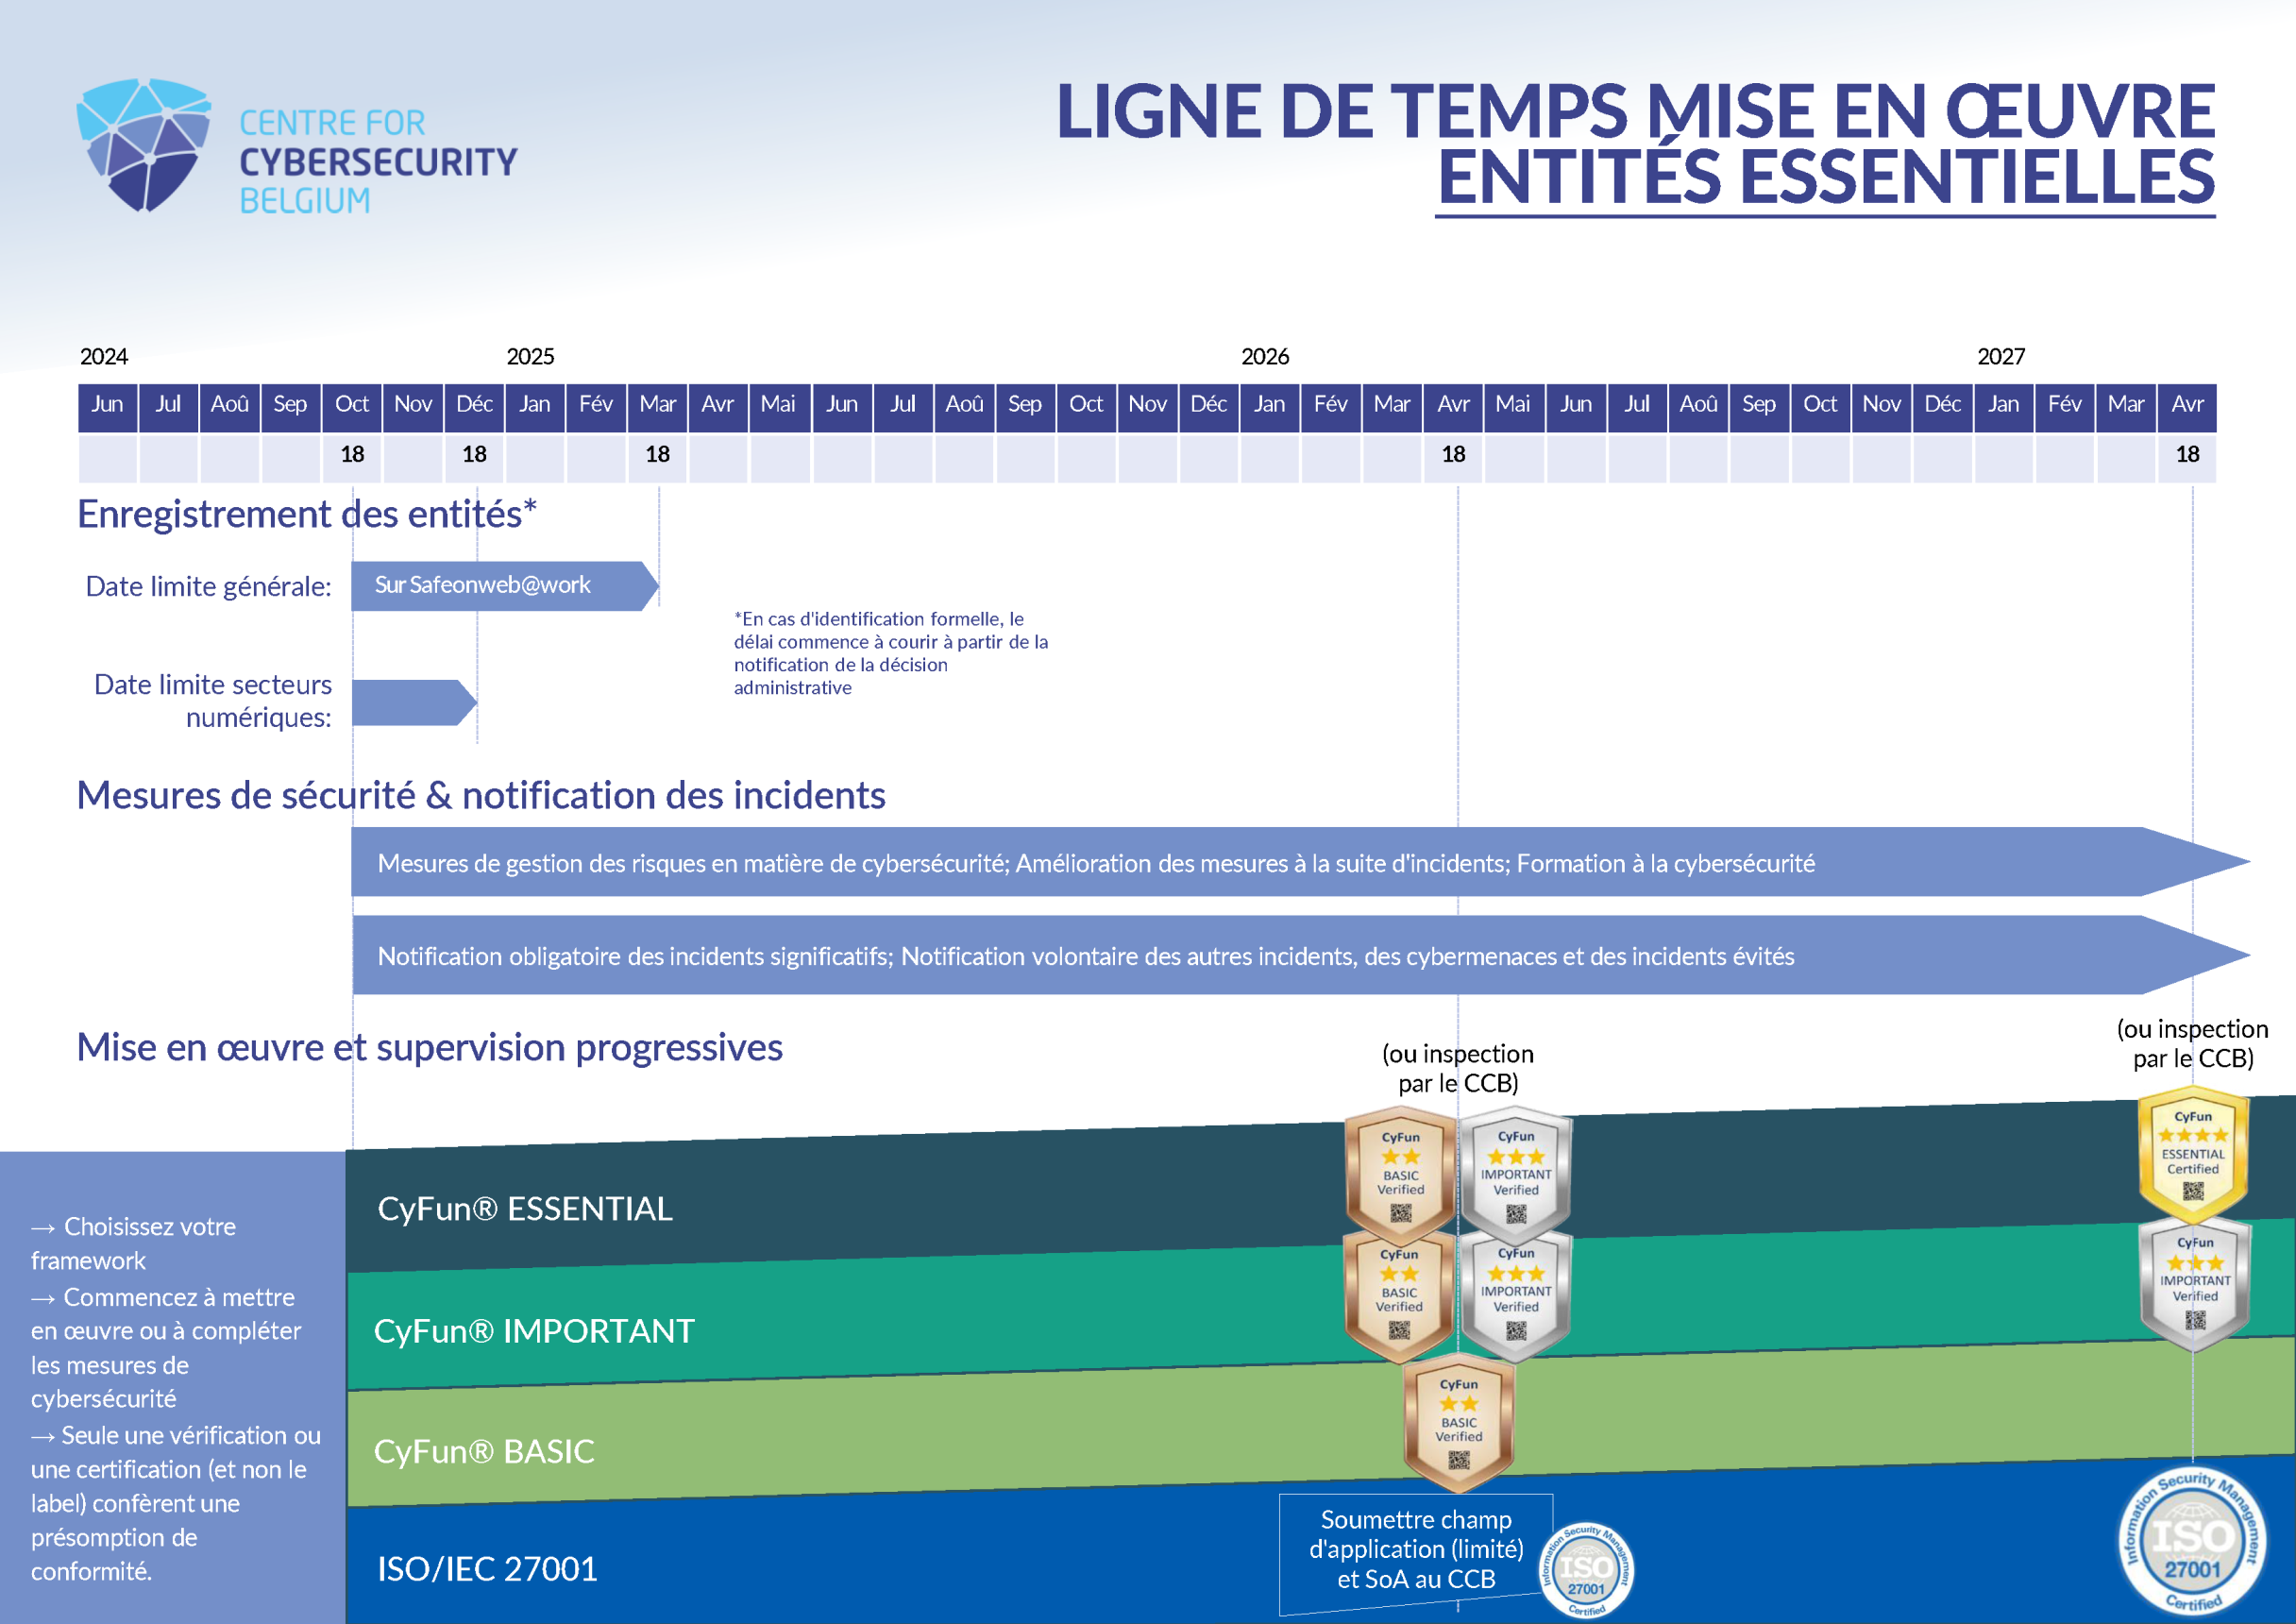 CENTRE FOR
CYBERSECURITY
BELGIUM
LIGNE DE TEMPS MISE EN ŒUVRE
ENTITÉS ESSENTIELLES
2024 2025 2026 2027
Jun Jul Aoû Sep Oct Nov Déc Jan Fév Mar Avr Mai Jun Jul Aoû Sep Oct Nov Déc Jan Fév Mar Avr Mai Jun Jul Aoû Sep Oct Nov Déc Jan Fév Mar Avr
18 18 18 18 18
Enregistrement des entités*
Date limite générale:
Sur Safeonweb@work
*En cas d'identification formelle, le
délai commence à courir à partir de la
notification de la décision
administrative
Date limite secteurs
numériques:
Mesures de sécurité & notification des incidents
Mesures de gestion des risques en matière de cybersécurité; Amélioration des mesures à la suite d'incidents; Formation à la cybersécurité
Notification obligatoire des incidents significatifs; Notification volontaire des autres incidents, des cybermenaces et des incidents évités
Mise en œuvre et supervision progressives
(ou inspection
par le CCB)
(ou inspection
par le CCB)
→ Choisissez votre
framework
→ Commencez à mettre
en œuvre ou à compléter
les mesures de
cybersécurité
→ Seule une vérification ou
une certification (et non le
label) confèrent une
présomption de
conformité.
CyFun® ESSENTIAL
CyFun
BASIC
Verified
CyFun
IMPORTANT
Verified
CyFun
ESSENTIAL
Certified
CyFun® IMPORTANT
CyFun
BASIC
Verified
CyFun
IMPORTANT
Verified
CyFun
IMPORTANT
Verified
CyFun® BASIC
CyFun
BASIC
Verified
ISO/IEC 27001
Soumettre champ
d'application (limité)
et SoA au CCB
Information Security Management
ISO
27001
Certified
Information Security Management
ISO
27001
Certified